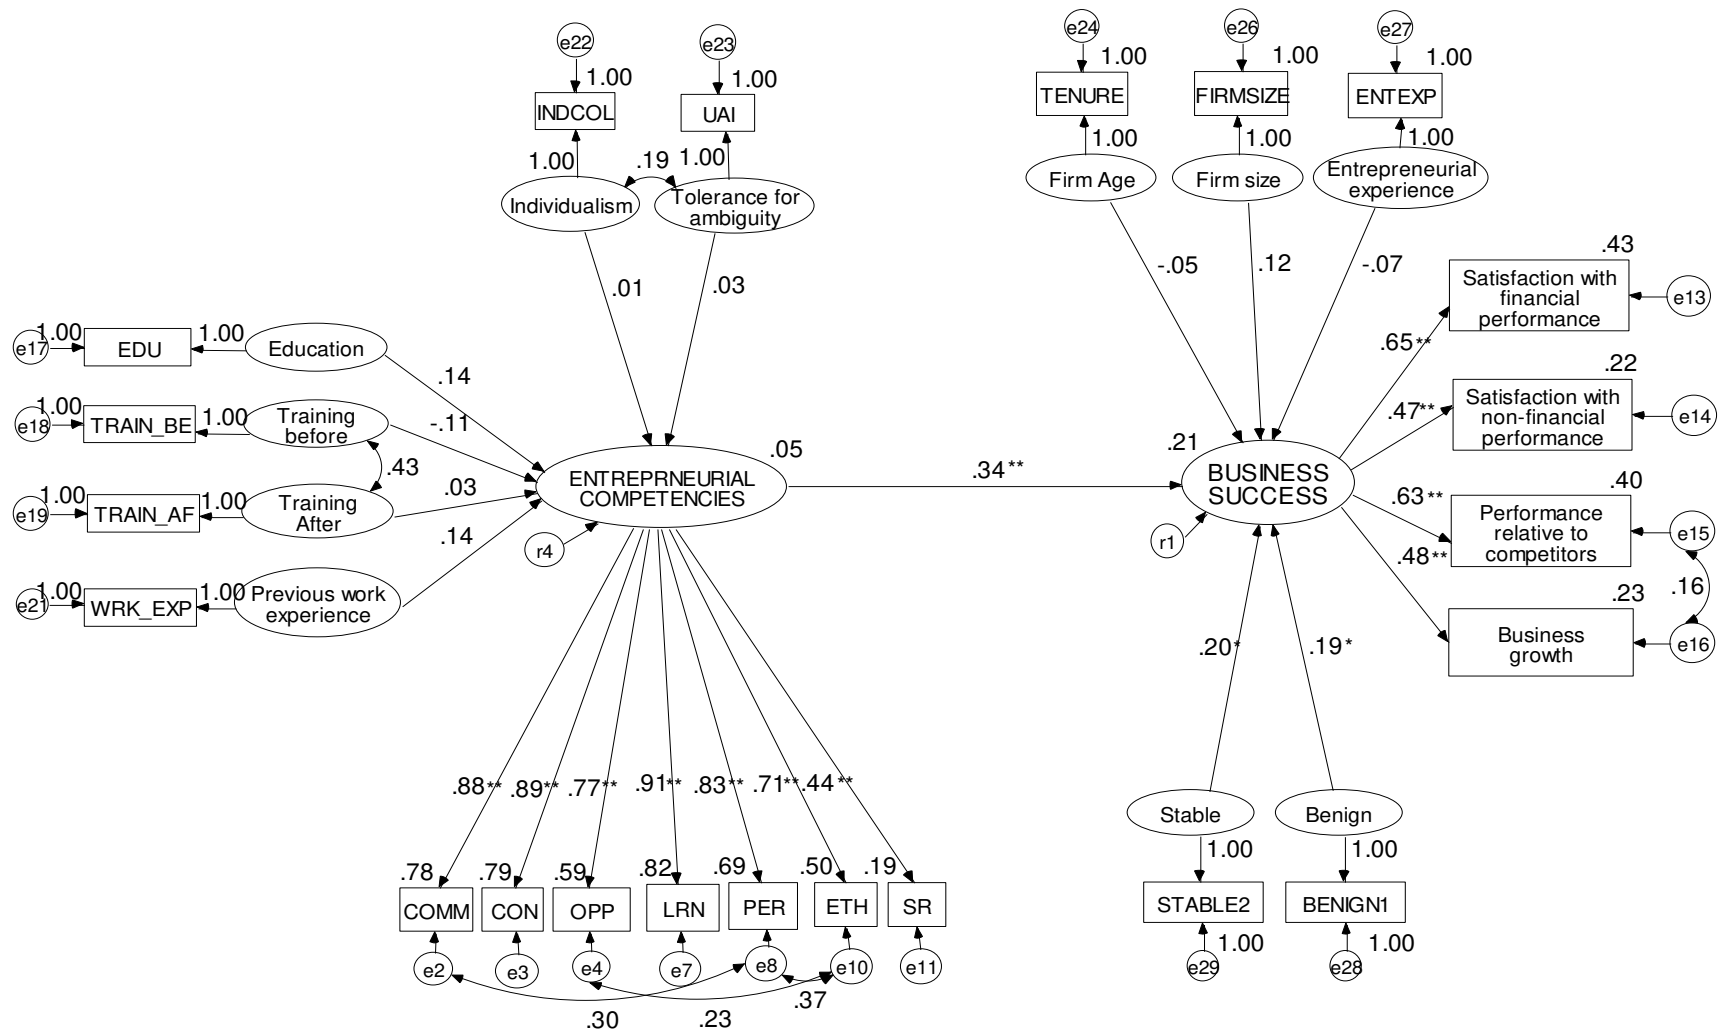 e22
e23
e24
e26
e27
1.00
1.00
1.00
1.00
1.00
INDCOL
UAI
TENURE
FIRMSIZE
ENTEXP
1.00
.19
1.00
1.00
1.00
1.00
Individualism
Tolerance for
ambiguity
Firm Age
Firm size
Entrepreneurial
experience
.01
.03
-.05
.12
-.07
.43
Satisfaction with
financial
performance
e13
.65**
1.00
e17
EDU
1.00
Education
.14
.22
Satisfaction with
non-financial
performance
e14
.47**
1.00
e18
TRAIN_BE
1.00
Training
before
-.11
.43
1.00
e19
TRAIN_AF
1.00
Training
After
.03
1.00
e21
WRK_EXP
1.00
Previous work
experience
.14
.05
ENTREPRNEURIAL
COMPETENCIES
r4
.34**
.21
BUSINESS
SUCCESS
r1
.40
Performance
relative to
competitors
e15
.63**
.16
.23
Business
growth
e16
.48**
.20*
.19*
.88**
.89**
.77**
.91**
.83**
.71**
.44**
Stable
Benign
1.00
1.00
.78
.79
.59
.82
.69
.50
.19
COMM
CON
OPP
LRN
PER
ETH
SR
STABLE2
BENIGN1
1.00
1.00
e2
e3
e4
e7
e8
e10
e11
e29
e28
.30
.23
.37